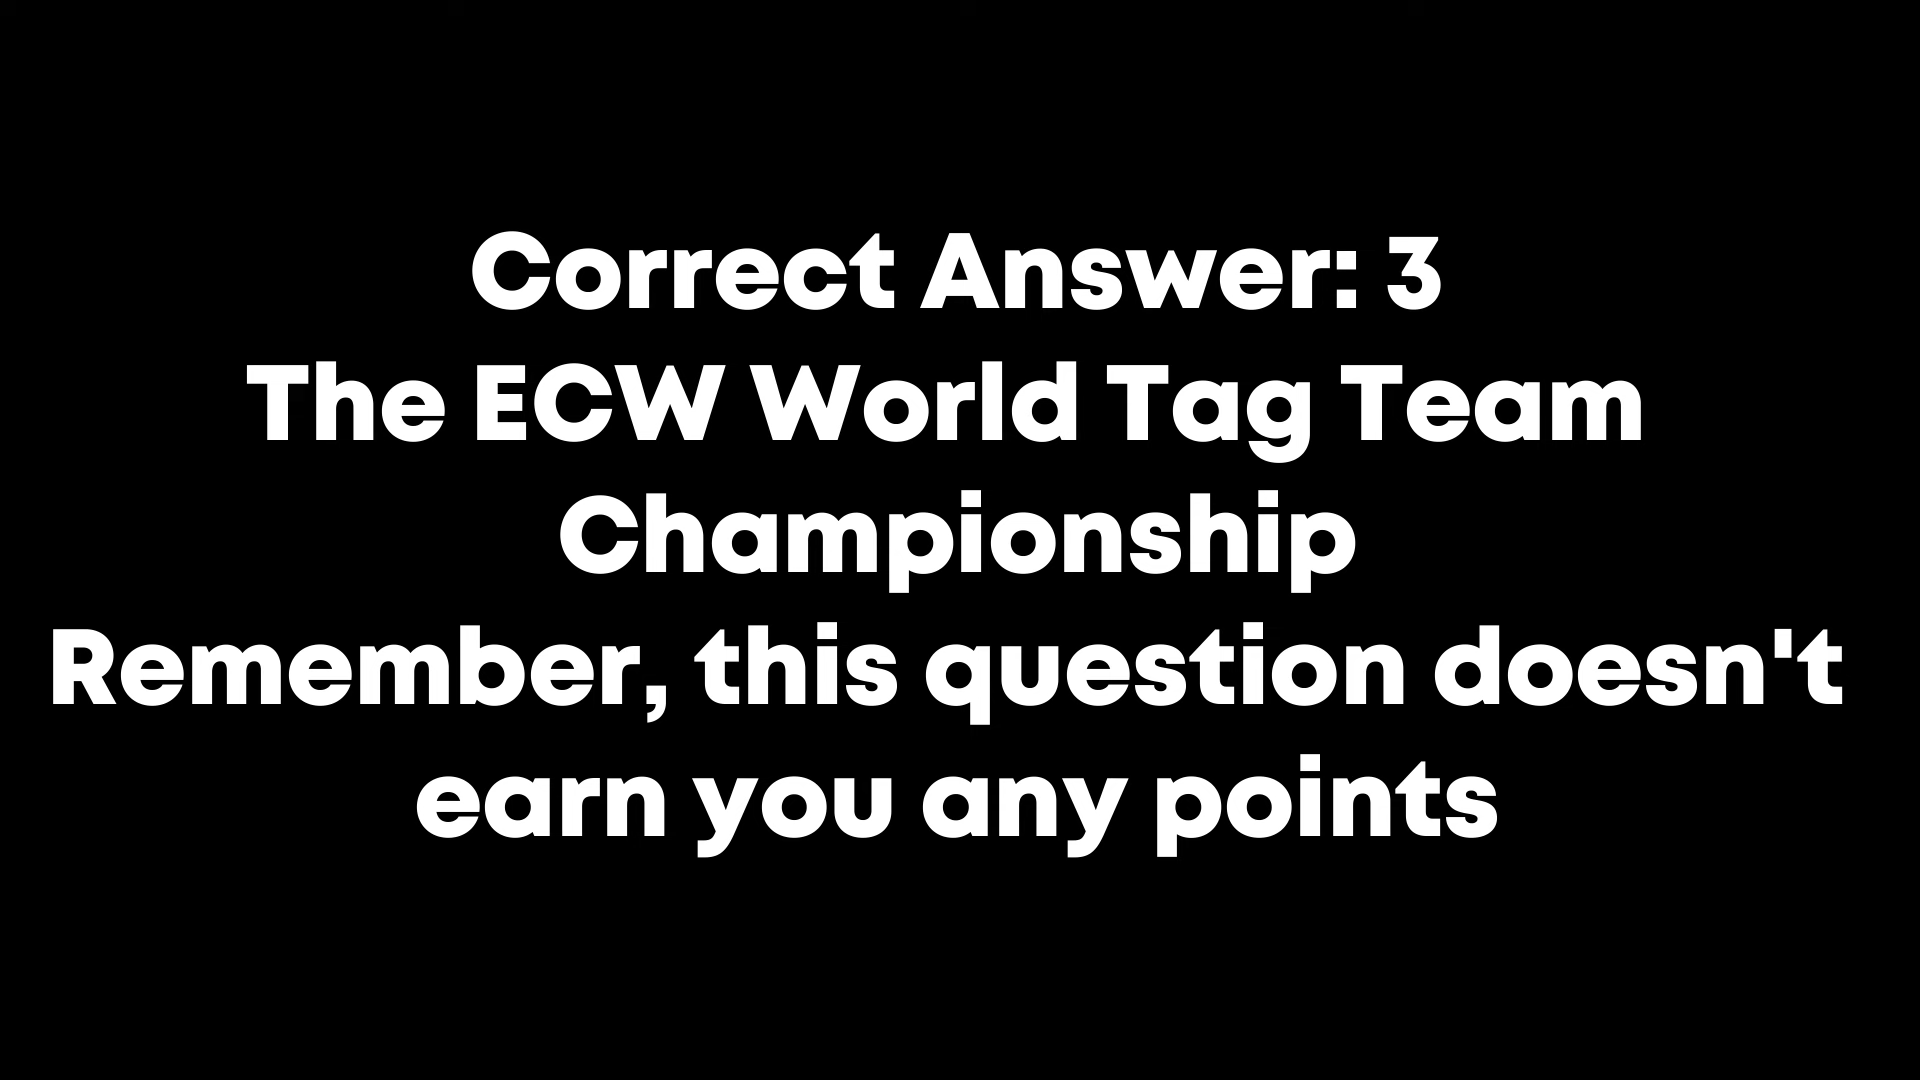 Correct Answer: 3
The ECW World Tag Team
Championship
Remember, this question doesn't
earn you any points